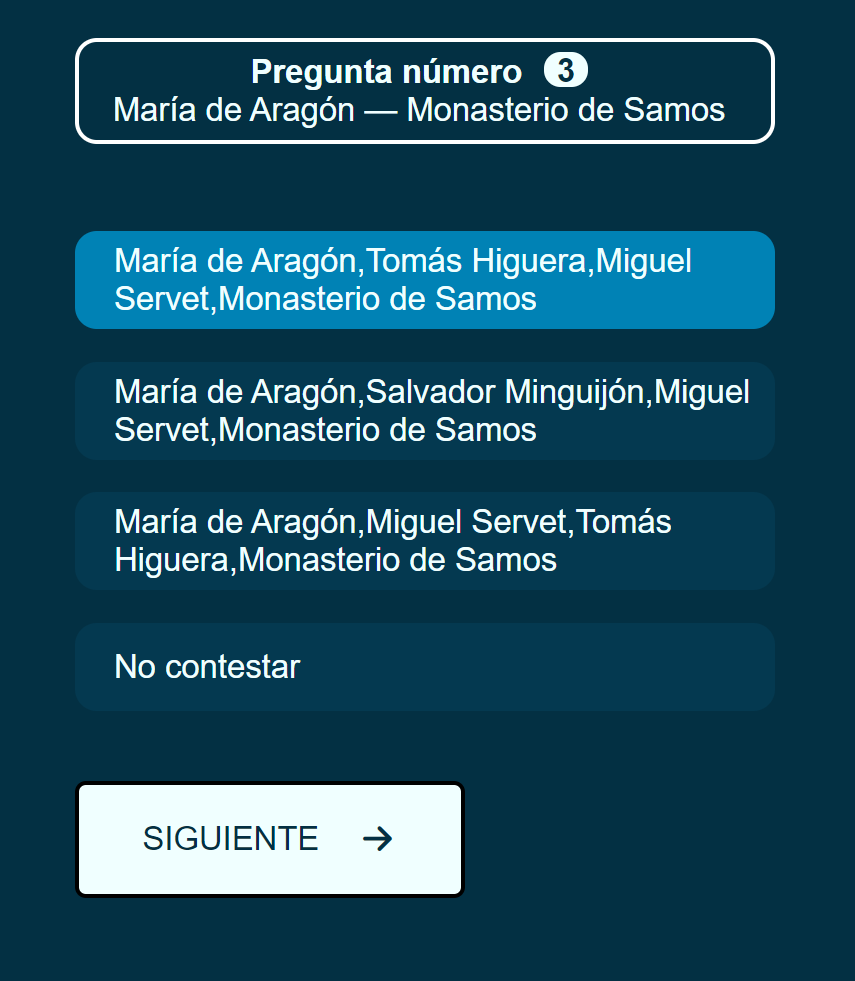 Pregunta número 3
María de Aragón — Monasterio de Samos
María de Aragón,Tomás Higuera,Miguel
Servet,Monasterio de Samos
María de Aragón,Salvador Minguijón,Miguel
Servet,Monasterio de Samos
María de Aragón,Miguel Servet,Tomás
Higuera,Monasterio de Samos
No contestar
SIGUIENTE →